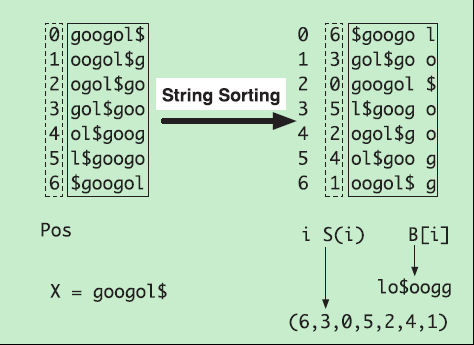 0 googol$ 0 6 $googo l
1 oogol$g 1 3 gol$go o
2 ogol$go 2 0 googol $
3 gol$goo String Sorting 3 5 l$goog o
4 ol$goog 4 2 ogol$g o
5 l$googo 5 4 ol$goo g
6 $googol 6 1 oogol$ g
Pos i S(i) B[i]
X = googol$ lo$oogg
(6,3,0,5,2,4,1)